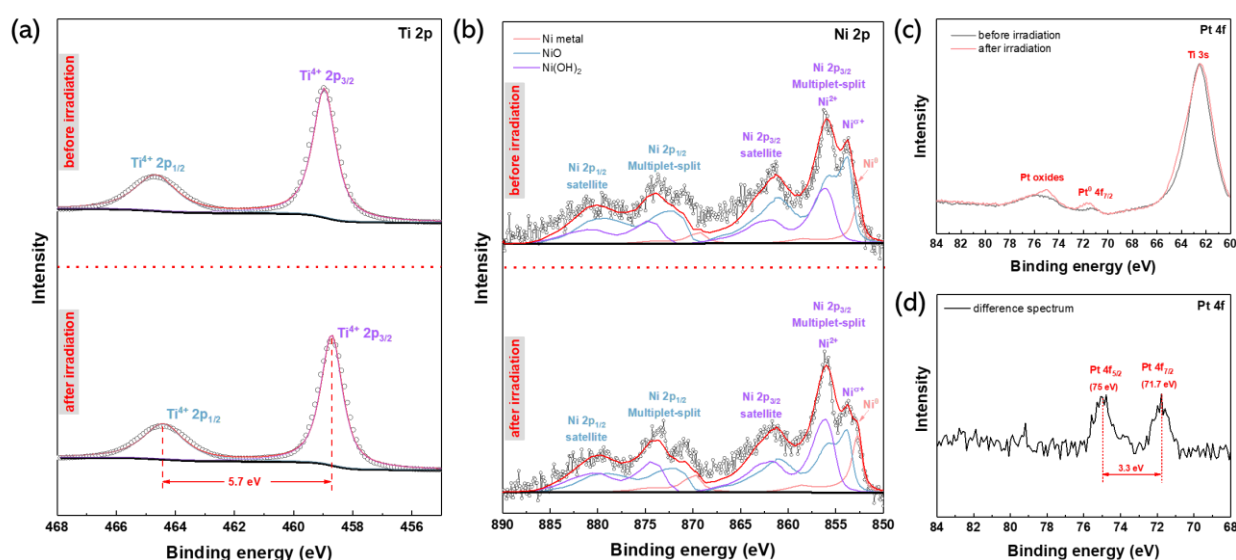 (a)
Ti 2p
before irradiation
Ti⁴⁺ 2p₃/₂
Ti⁴⁺ 2p₁/₂
after irradiation
Ti⁴⁺ 2p₃/₂
Ti⁴⁺ 2p₁/₂
5.7 eV
Intensity
468 466 464 462 460 458 456
Binding energy (eV)
(b)
Ni 2p
Ni metal
NiO
Ni(OH)₂
before irradiation
Ni 2p₃/₂
Multiplet-split
Ni²⁺
Niᵅ⁺
Ni⁰
Ni 2p₃/₂
satellite
Ni 2p₁/₂
Multiplet-split
Ni 2p₁/₂
satellite
after irradiation
Ni 2p₃/₂
Multiplet-split
Ni²⁺
Niᵅ⁺
Ni⁰
Ni 2p₃/₂
satellite
Ni 2p₁/₂
Multiplet-split
Ni 2p₁/₂
satellite
Intensity
890 885 880 875 870 865 860 855 850
Binding energy (eV)
(c)
Pt 4f
before irradiation
after irradiation
Ti 3s
Pt oxides
Pt⁰ 4f₇/₂
Intensity
84 82 80 78 76 74 72 70 68 66 64 62 60
Binding energy (eV)
(d)
Pt 4f
difference spectrum
Pt 4f₅/₂
(75 eV)
Pt 4f₇/₂
(71.7 eV)
3.3 eV
Intensity
84 82 80 78 76 74 72 70 68
Binding energy (eV)